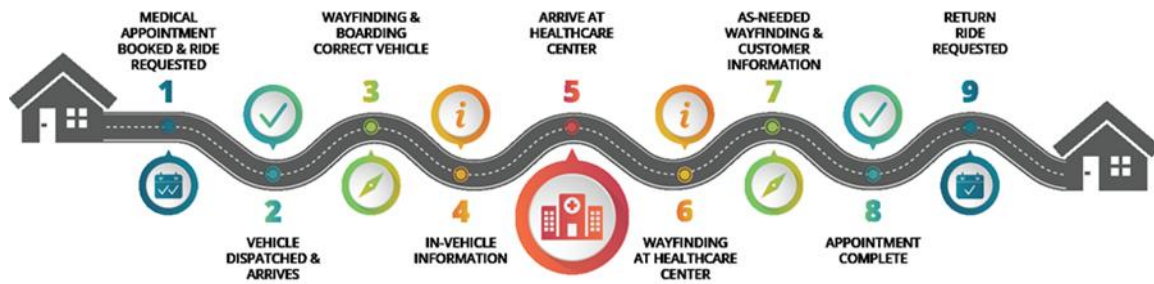 MEDICAL
APPOINTMENT
BOOKED & RIDE
REQUESTED
1
2
VEHICLE
DISPATCHED &
ARRIVES
WAYFINDING &
BOARDING
CORRECT VEHICLE
3
i
4
IN-VEHICLE
INFORMATION
ARRIVE AT
HEALTHCARE
CENTER
5
i
6
WAYFINDING
AT HEALTHCARE
CENTER
AS-NEEDED
WAYFINDING &
CUSTOMER
INFORMATION
7
8
APPOINTMENT
COMPLETE
RETURN
RIDE
REQUESTED
9